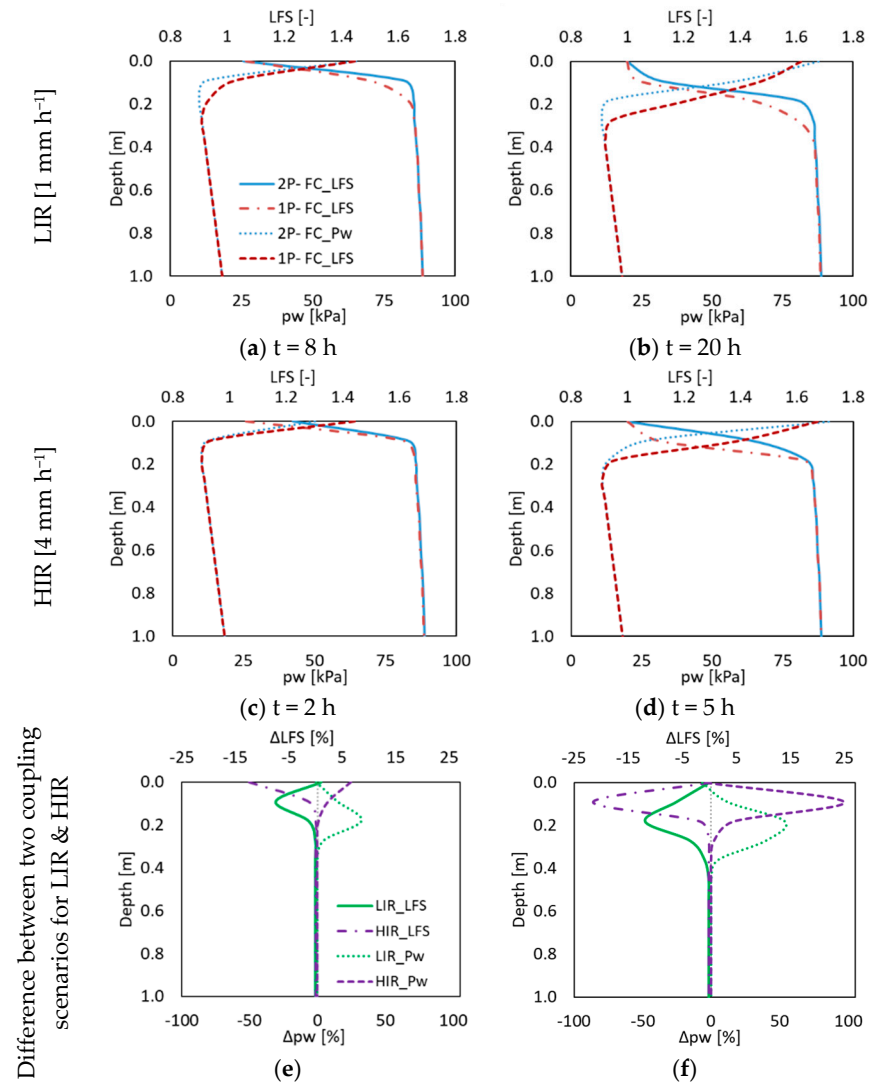 LFS [-]
0.8 1 1.2 1.4 1.6 1.8
LFS [-]
0.8 1 1.2 1.4 1.6 1.8
LIR [1 mm h⁻¹]
Depth [m]
0.0
0.2
0.4
0.6
0.8
1.0
2P- FC_LFS
1P- FC_LFS
2P- FC_Pw
1P- FC_LFS
0 25 50 75 100
pw [kPa]
(a) t = 8 h
Depth [m]
0.0
0.2
0.4
0.6
0.8
1.0
0 25 50 75 100
pw [kPa]
(b) t = 20 h
LFS [-]
0.8 1 1.2 1.4 1.6 1.8
LFS [-]
0.8 1 1.2 1.4 1.6 1.8
HIR [4 mm h⁻¹]
Depth [m]
0.0
0.2
0.4
0.6
0.8
1.0
0 25 50 75 100
pw [kPa]
(c) t = 2 h
Depth [m]
0.0
0.2
0.4
0.6
0.8
1.0
0 25 50 75 100
pw [kPa]
(d) t = 5 h
Difference between two coupling
scenarios for LIR & HIR
ΔLFS [%]
-25 -15 -5 5 15 25
Depth [m]
0.0
0.2
0.4
0.6
0.8
1.0
LIR_LFS
HIR_LFS
LIR_Pw
HIR_Pw
-100 -50 0 50 100
Δpw [%]
(e)
ΔLFS [%]
-25 -15 -5 5 15 25
Depth [m]
0.0
0.2
0.4
0.6
0.8
1.0
-100 -50 0 50 100
Δpw [%]
(f)